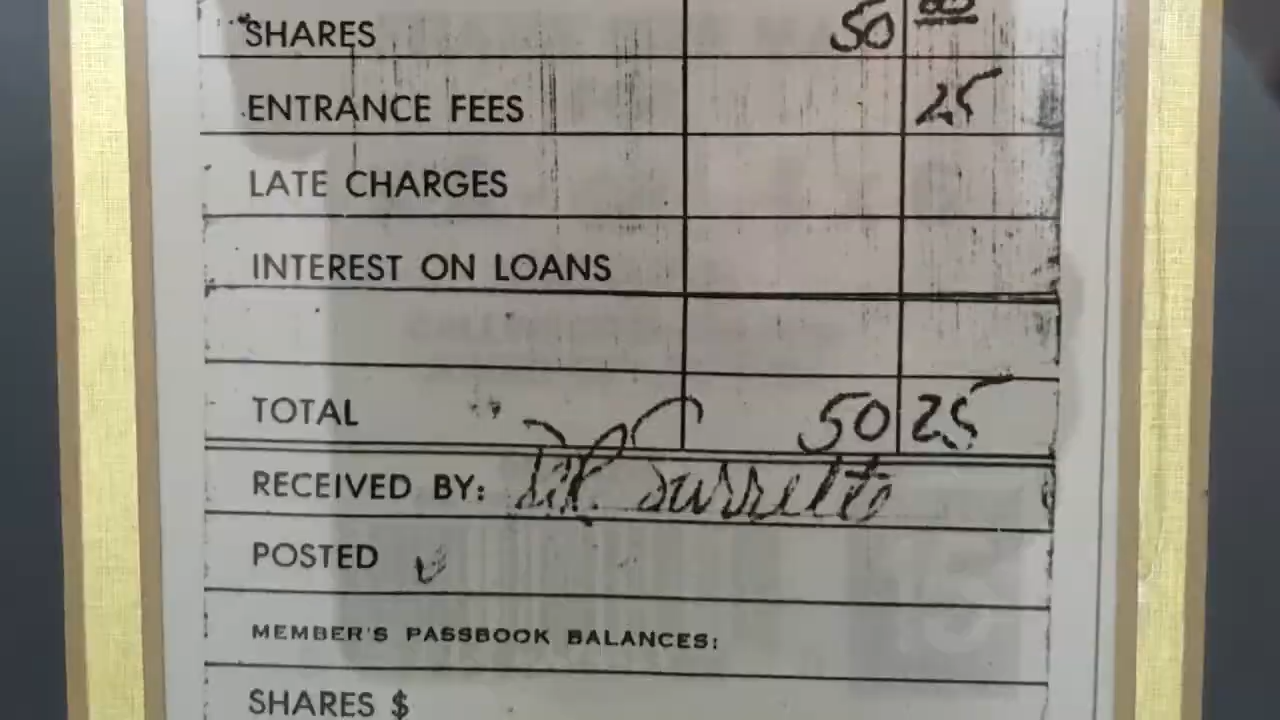 SHARES 50 00
ENTRANCE FEES 25
LATE CHARGES
INTEREST ON LOANS
TOTAL 50 25
RECEIVED BY:
POSTED
MEMBER'S PASSBOOK BALANCES:
SHARES $